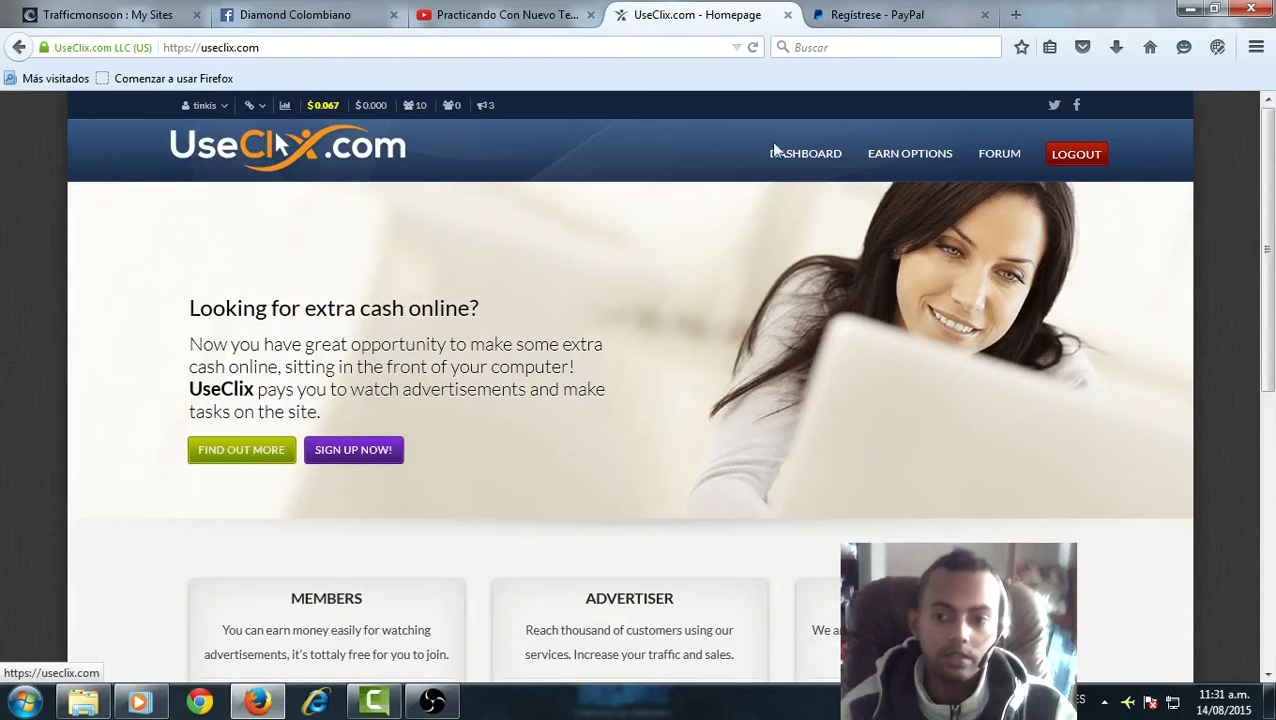 Trafficmonsoon : My Sites
Diamond Colombiano
Practicando Con Nuevo Te...
UseClix.com - Homepage
Regístrese - PayPal
UseClix.com LLC (US)
https://useclix.com
Buscar
Más visitados
Comenzar a usar Firefox
tinkis
$ 0.067
$ 0.000
10
0
3
UseClix.com
DASHBOARD
EARN OPTIONS
FORUM
LOGOUT
Looking for extra cash online?
Now you have great opportunity to make some extra
cash online, sitting in the front of your computer!
UseClix pays you to watch advertisements and make
tasks on the site.
FIND OUT MORE
SIGN UP NOW!
MEMBERS
You can earn money easily for watching
advertisements, it's tottaly free for you to join.
ADVERTISER
Reach thousand of customers using our
services. Increase your traffic and sales.
We
https://useclix.com
ES
11:31 a.m.
14/08/2015